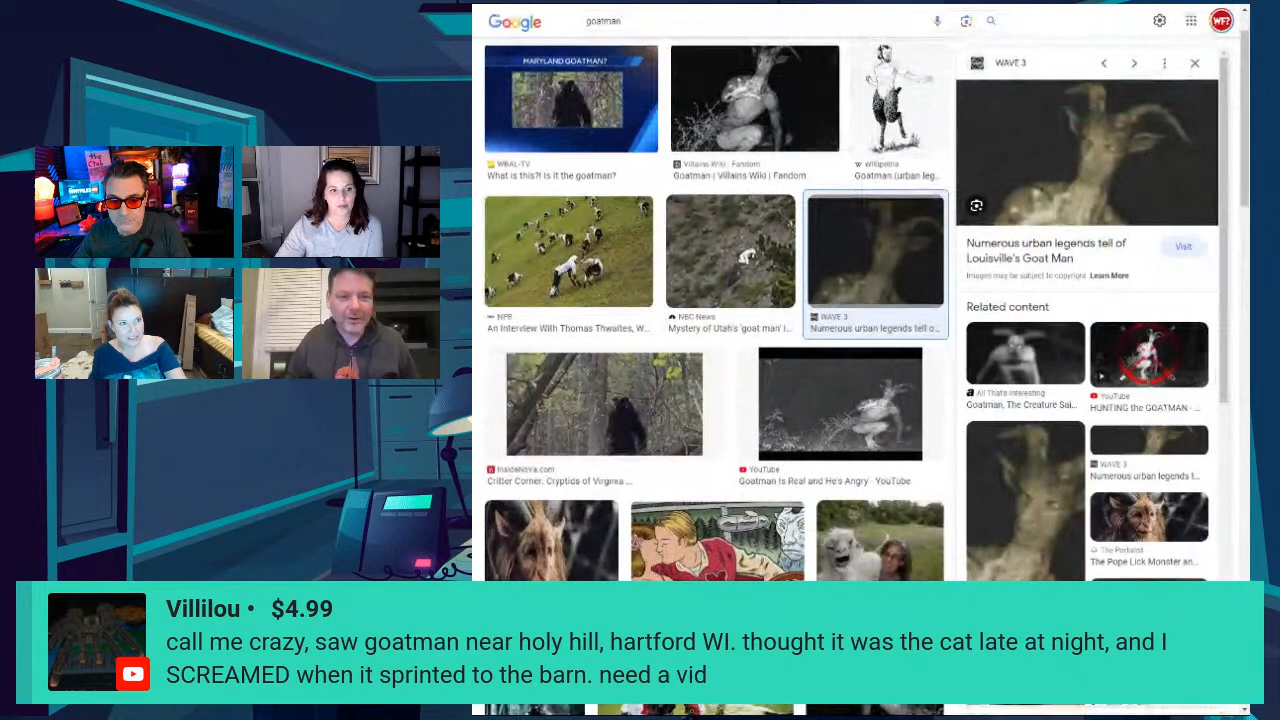 Google
goatman
WF?
MARYLAND GOATMAN?
WBAL-TV
What is this?! Is it the goatman?
Villains Wiki | Fandom
Goatman | Villains Wiki | Fandom
Wikipedia
Goatman (urban leg...
WAVE 3
the
Club
NPR
An Interview With Thomas Thwaites, W...
NBC News
Mystery of Utah's 'goat man' i...
WAVE 3
Numerous urban legends tell o...
Numerous urban legends tell of
Louisville's Goat Man
Visit
Images may be subject to copyright. Learn More
Related content
All That's Interesting
Goatman, The Creature Sai...
YouTube
HUNTING the GOATMAN - ...
WAVE 3
Numerous urban legends t...
The Portalist
The Pope Lick Monster an...
InsideNoVa.com
Critter Corner: Cryptids of Virginia ...
YouTube
Goatman Is Real and He's Angry - YouTube
Villilou • $4.99
call me crazy, saw goatman near holy hill, hartford WI. thought it was the cat late at night, and I
SCREAMED when it sprinted to the barn. need a vid